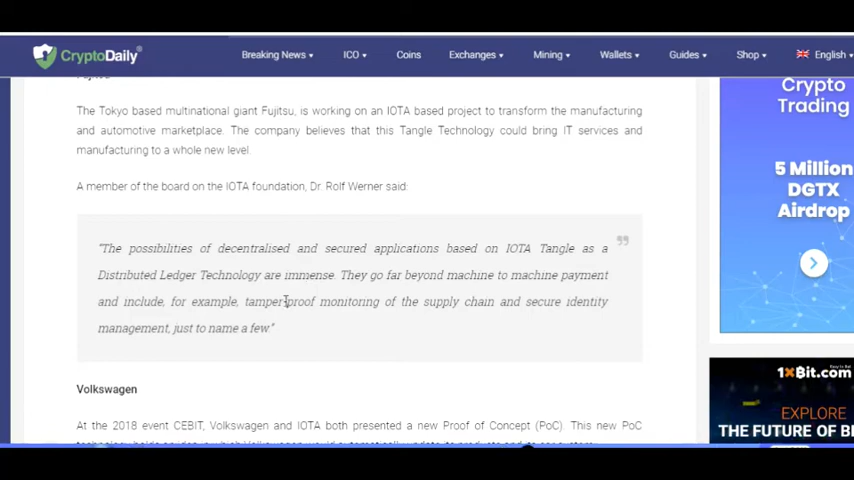 CryptoDaily®
Breaking News ICO Coins Exchanges Mining Wallets Guides Shop English
The Tokyo based multinational giant Fujitsu, is working on an IOTA based project to transform the manufacturing
and automotive marketplace. The company believes that this Tangle Technology could bring IT services and
manufacturing to a whole new level.
A member of the board on the IOTA foundation, Dr. Rolf Werner said:
"The possibilities of decentralised and secured applications based on IOTA Tangle as a
Distributed Ledger Technology are immense. They go far beyond machine to machine payment
and include, for example, tamper-proof monitoring of the supply chain and secure identity
management, just to name a few."
Volkswagen
At the 2018 event CEBIT, Volkswagen and IOTA both presented a new Proof of Concept (PoC). This new PoC
Crypto
Trading
5 Million
DGTX
Airdrop
1XBit.com
EXPLORE
THE FUTURE OF